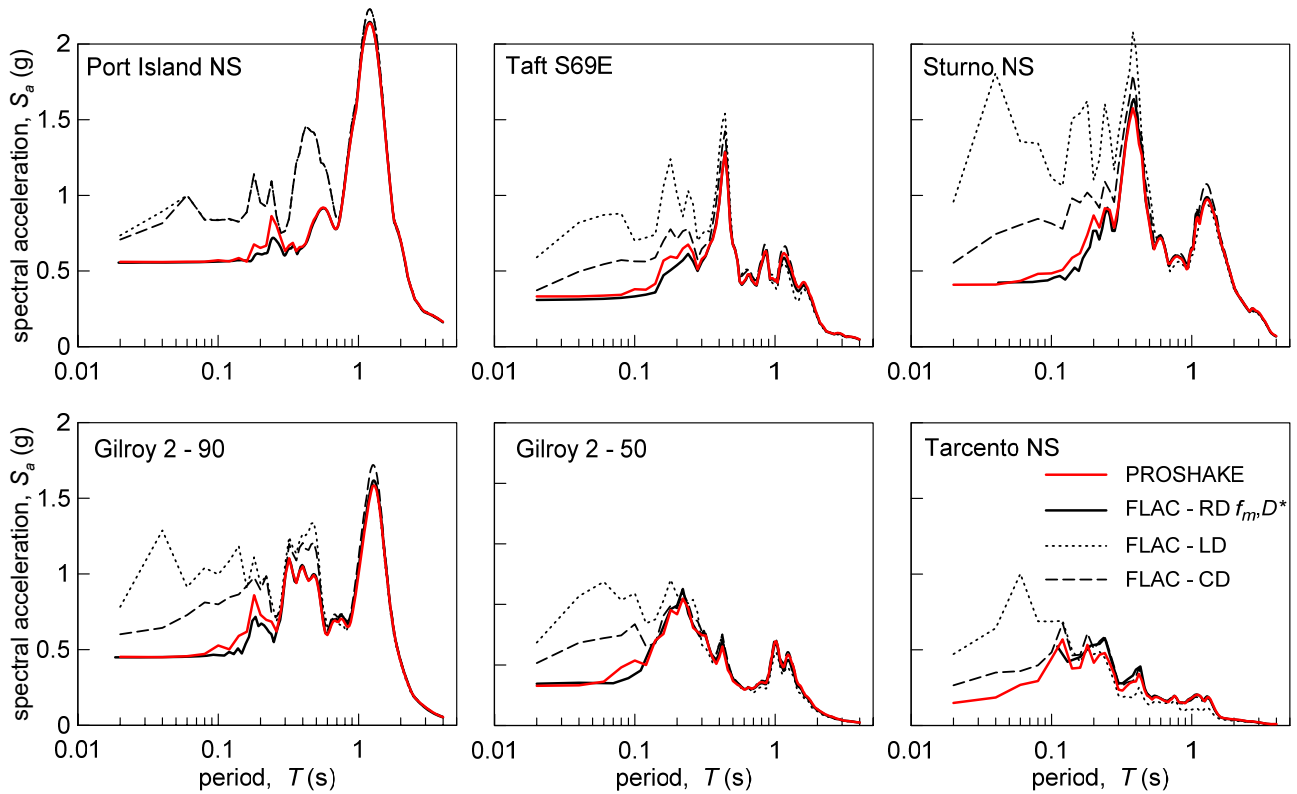 2
1.5
1
0.5
0
spectral acceleration, Sa (g)
Port Island NS
0.01 0.1 1
Taft S69E
0.01 0.1 1
Sturno NS
0.01 0.1 1
2
1.5
1
0.5
0
spectral acceleration, Sa (g)
Gilroy 2 - 90
0.01 0.1 1
period, T (s)
Gilroy 2 - 50
0.01 0.1 1
period, T (s)
Tarcento NS
PROSHAKE
FLAC - RD fm,D*
FLAC - LD
FLAC - CD
0.01 0.1 1
period, T (s)